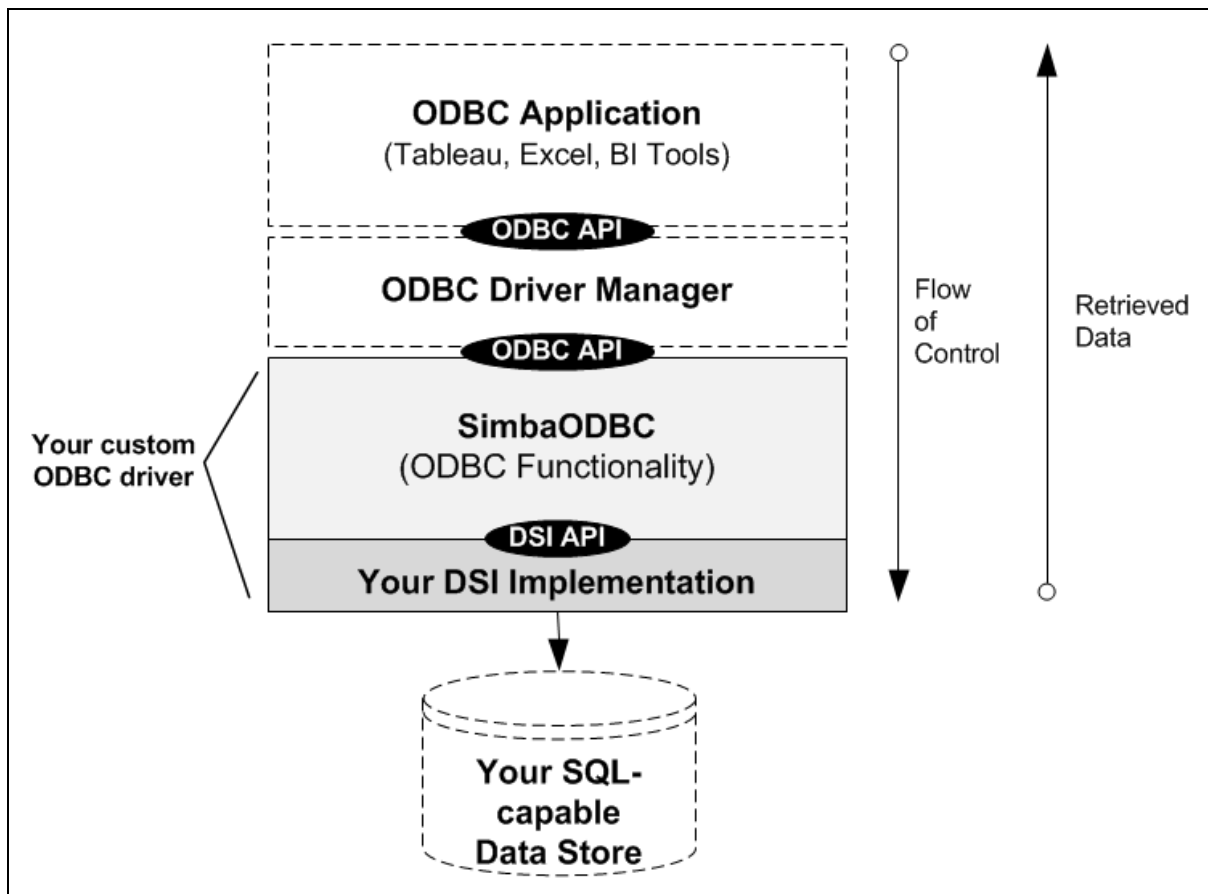 ODBC Application
(Tableau, Excel, BI Tools)
ODBC API
ODBC Driver Manager
ODBC API
SimbaODBC
(ODBC Functionality)
DSI API
Your DSI Implementation
Your custom
ODBC driver
Flow
of
Control
Retrieved
Data
Your SQL-
capable
Data Store